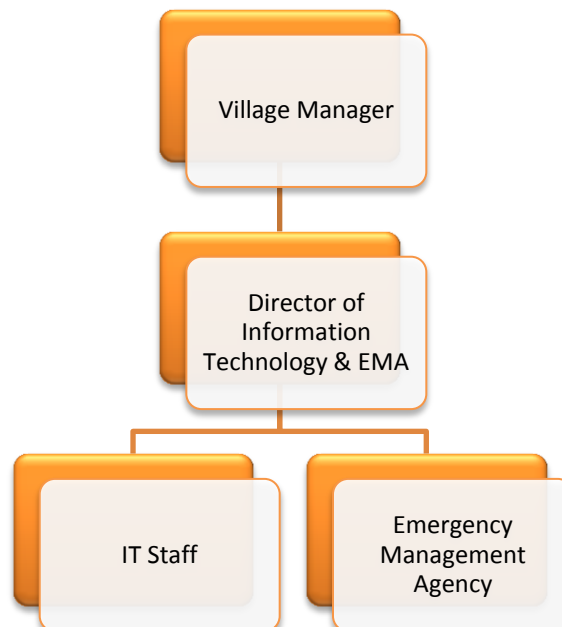 Village Manager
Director of
Information
Technology & EMA
IT Staff
Emergency
Management
Agency